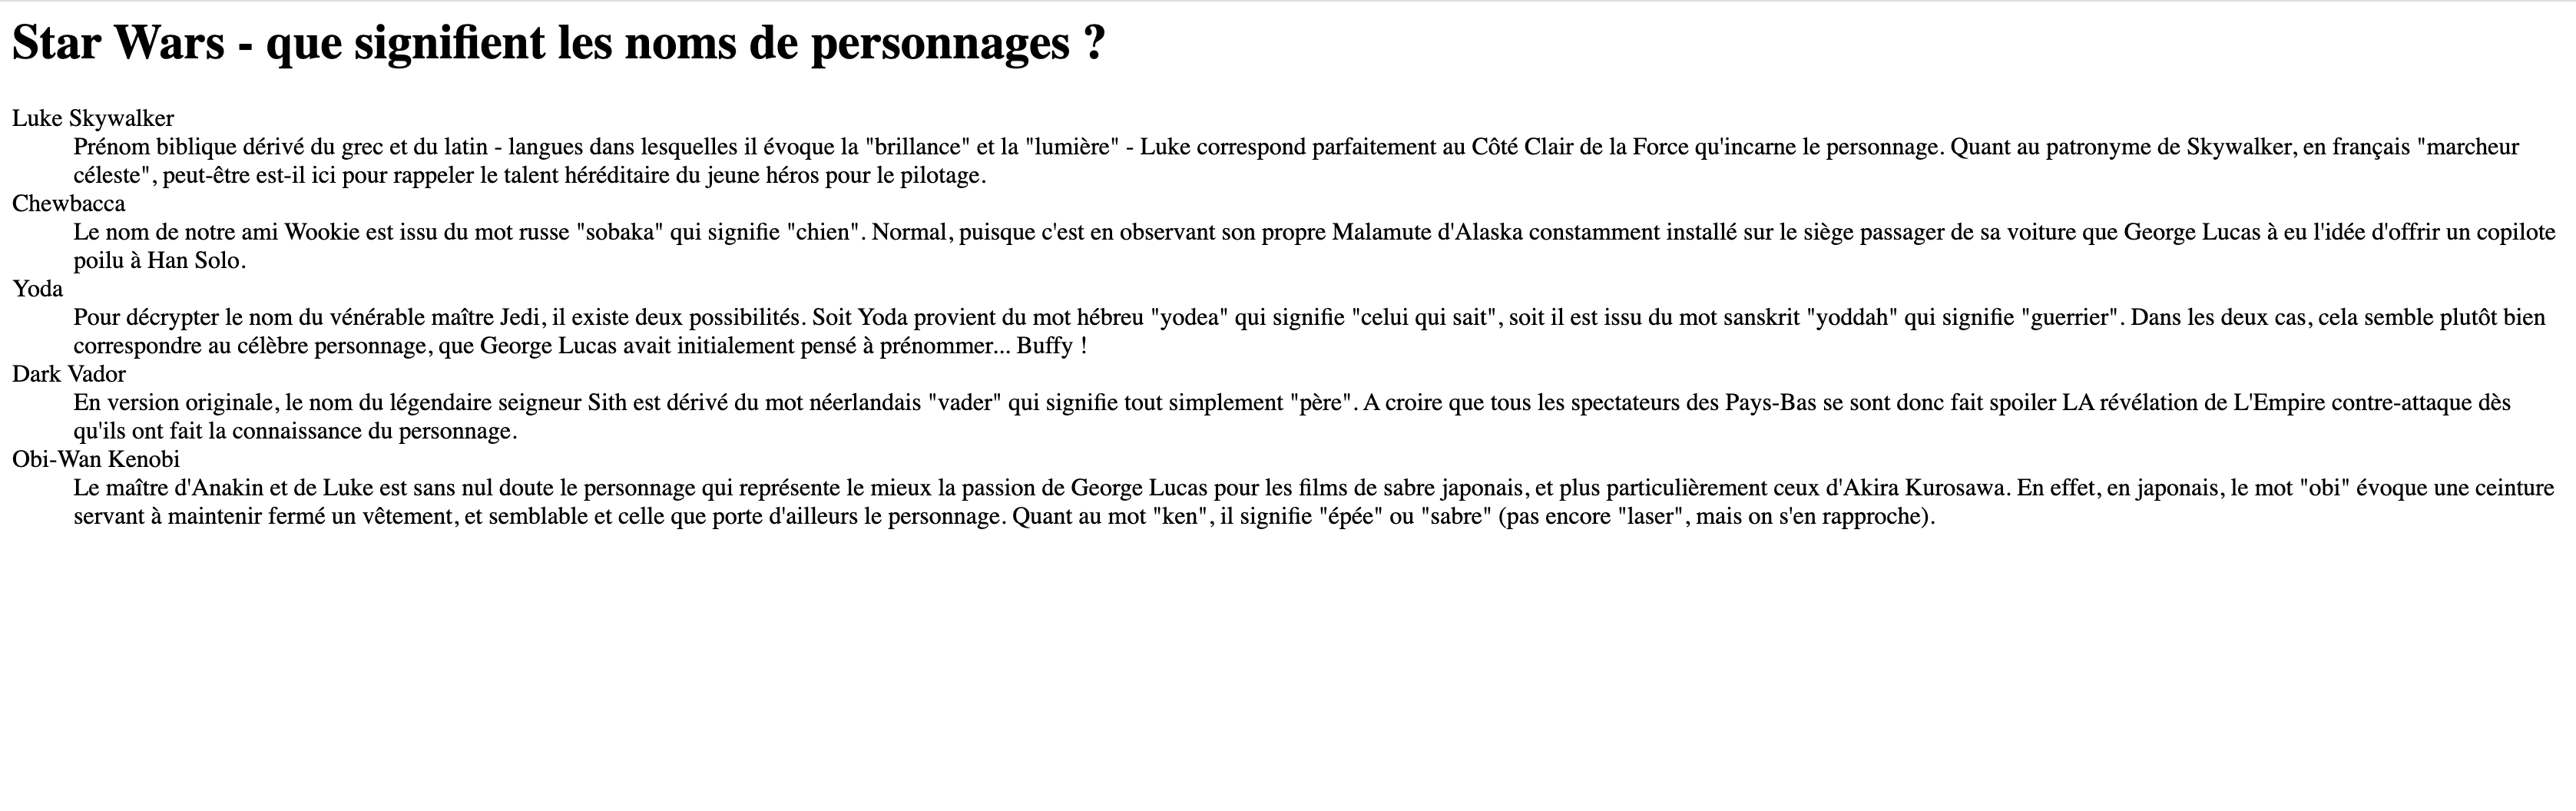 Star Wars - que signifient les noms de personnages ?
Luke Skywalker
Prénom biblique dérivé du grec et du latin - langues dans lesquelles il évoque la "brillance" et la "lumière" - Luke correspond parfaitement au Côté Clair de la Force qu'incarne le personnage. Quant au patronyme de Skywalker, en français "marcheur
céleste", peut-être est-il ici pour rappeler le talent héréditaire du jeune héros pour le pilotage.
Chewbacca
Le nom de notre ami Wookie est issu du mot russe "sobaka" qui signifie "chien". Normal, puisque c'est en observant son propre Malamute d'Alaska constamment installé sur le siège passager de sa voiture que George Lucas à eu l'idée d'offrir un copilote
poilu à Han Solo.
Yoda
Pour décrypter le nom du vénérable maître Jedi, il existe deux possibilités. Soit Yoda provient du mot hébreu "yodea" qui signifie "celui qui sait", soit il est issu du mot sanskrit "yoddah" qui signifie "guerrier". Dans les deux cas, cela semble plutôt bien
correspondre au célèbre personnage, que George Lucas avait initialement pensé à prénommer... Buffy !
Dark Vador
En version originale, le nom du légendaire seigneur Sith est dérivé du mot néerlandais "vader" qui signifie tout simplement "père". A croire que tous les spectateurs des Pays-Bas se sont donc fait spoiler LA révélation de L'Empire contre-attaque dès
qu'ils ont fait la connaissance du personnage.
Obi-Wan Kenobi
Le maître d'Anakin et de Luke est sans nul doute le personnage qui représente le mieux la passion de George Lucas pour les films de sabre japonais, et plus particulièrement ceux d'Akira Kurosawa. En effet, en japonais, le mot "obi" évoque une ceinture
servant à maintenir fermé un vêtement, et semblable et celle que porte d'ailleurs le personnage. Quant au mot "ken", il signifie "épée" ou "sabre" (pas encore "laser", mais on s'en rapproche).